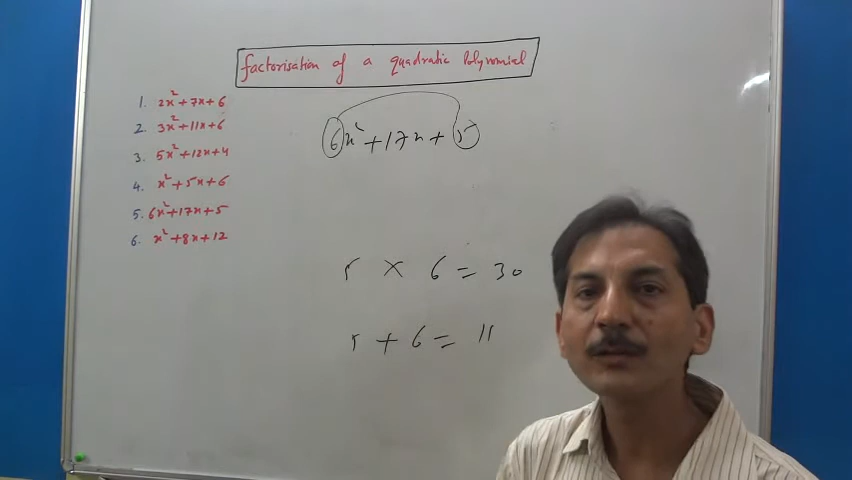 factorisation of a quadratic Polynomial
1. 2x²+7x+6
2. 3x²+11x+6
3. 5x²+12x+4
4. x²+5x+6
5. 6x²+17x+5
6. x²+8x+12
6x²+17x+5
5 × 6 = 30
5 + 6 = 11